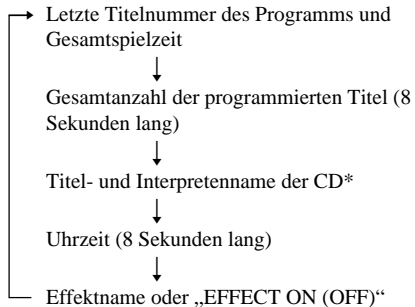 Letzte Titelnummer des Programms und
Gesamtspielzeit
Gesamtanzahl der programmierten Titel (8
Sekunden lang)
Titel- und Interpretenname der CD*
Uhrzeit (8 Sekunden lang)
Effektname oder „EFFECT ON (OFF)“